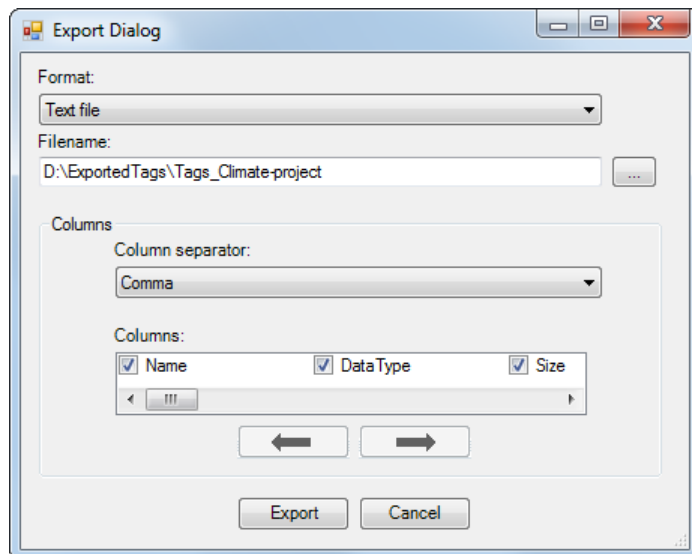 Export Dialog
Format:
Text file
Filename:
D:\ExportedTags\Tags_Climate-project
...
Columns
Column separator:
Comma
Columns:
Name DataType Size
Export Cancel